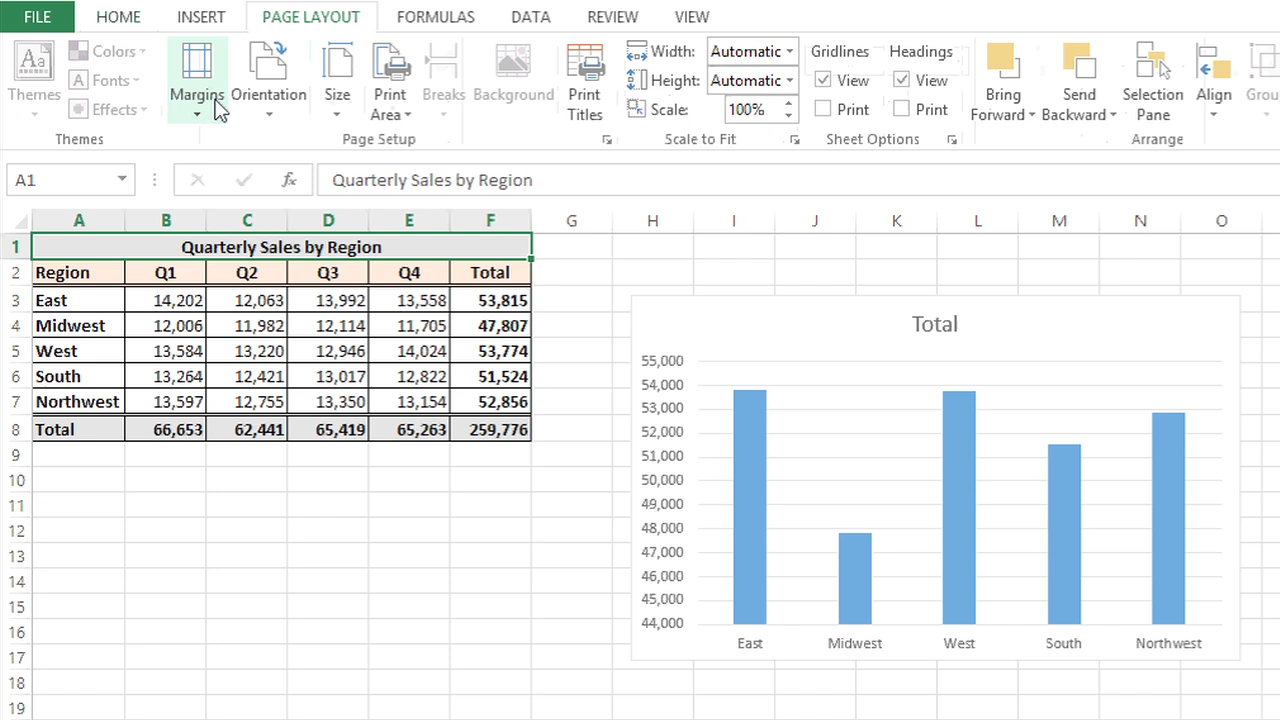 FILE HOME INSERT PAGE LAYOUT FORMULAS DATA REVIEW VIEW
Themes
Colors
Fonts
Effects
Themes
Margins
Orientation
Size
Print
Area
Breaks
Background
Print
Titles
Page Setup
Width: Automatic
Height: Automatic
Scale: 100%
Scale to Fit
Gridlines
View
Print
Headings
View
Print
Sheet Options
Bring
Forward
Send
Backward
Selection
Pane
Align
Arrange
A1 fx Quarterly Sales by Region
A B C D E F G H I J K L M N O
1 Quarterly Sales by Region
2 Region Q1 Q2 Q3 Q4 Total
3 East 14,202 12,063 13,992 13,558 53,815
4 Midwest 12,006 11,982 12,114 11,705 47,807
5 West 13,584 13,220 12,946 14,024 53,774
6 South 13,264 12,421 13,017 12,822 51,524
7 Northwest 13,597 12,755 13,350 13,154 52,856
8 Total 66,653 62,441 65,419 65,263 259,776
9
10
11
12
13
14
15
16
17
18
19
Total
55,000
54,000
53,000
52,000
51,000
50,000
49,000
48,000
47,000
46,000
45,000
44,000
East Midwest West South Northwest